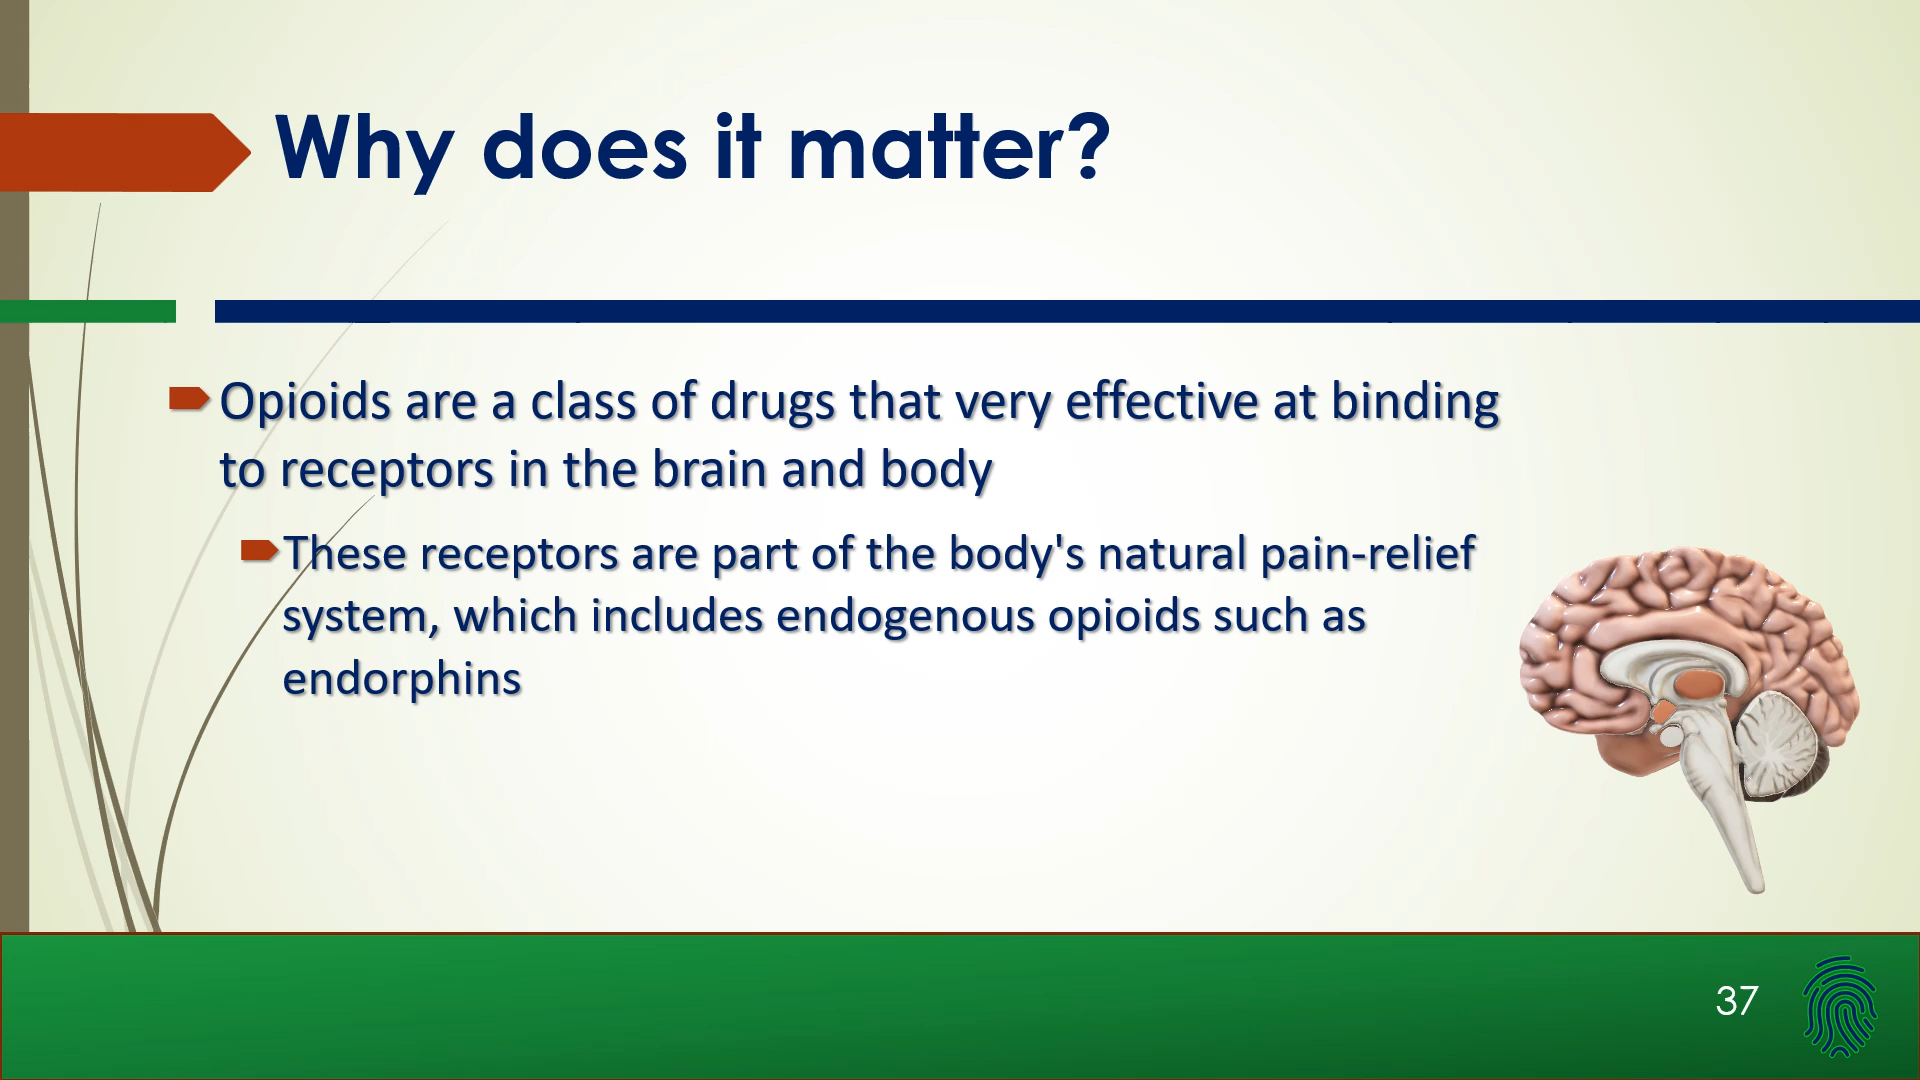 Why does it matter?
Opioids are a class of drugs that very effective at binding
to receptors in the brain and body
These receptors are part of the body's natural pain-relief
system, which includes endogenous opioids such as
endorphins
37